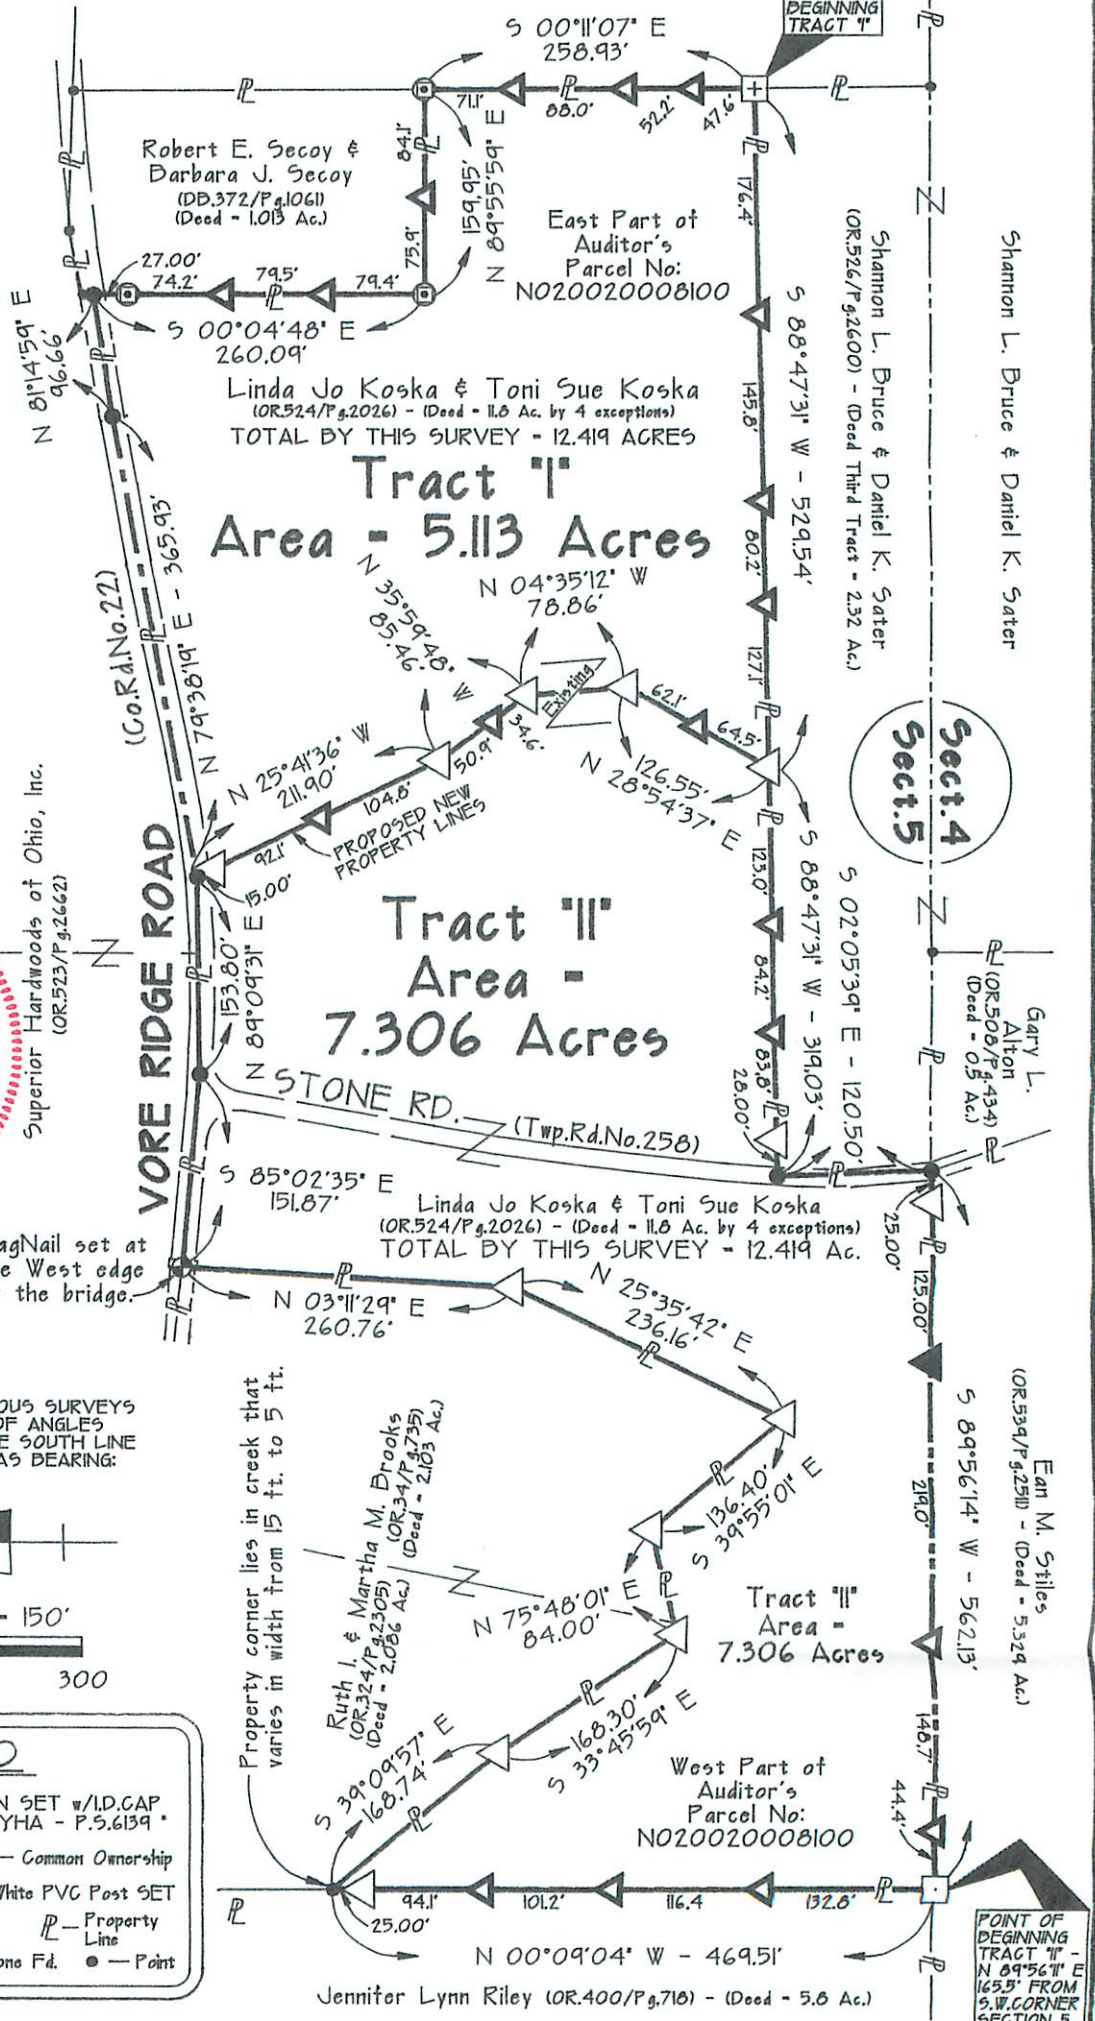 BEGINNING
TRACT "I"
S 00°11'07" E
258.93'
71.1'
88.0'
52.2'
47.6'
Robert E. Secoy &
Barbara J. Secoy
(DB.372/Pg.1061)
(Deed = 1.013 Ac.)
84.1'
75.9'
159.95'
N 89°55'59" E
East Part of
Auditor's
Parcel No:
N020020008100
176.4'
27.00'
74.2'
79.5'
79.4'
S 00°04'48" E
260.09'
N 81°14'59" E
96.66'
Linda Jo Koska & Toni Sue Koska
(OR.524/Pg.2026) - (Deed = 11.8 Ac. by 4 exceptions)
TOTAL BY THIS SURVEY = 12.419 ACRES
Tract "I"
Area = 5.113 Acres
145.8'
80.2'
127.1'
S 88°47'31" W - 529.54'
Shannon L. Bruce & Daniel K. Sater
(OR.526/Pg.2600) - (Deed Third Tract = 2.32 Ac.)
Shannon L. Bruce & Daniel K. Sater
N 79°38'19" E - 365.93'
(Co.Rd.No.22)
N 35°59'48" W
85.46'
N 04°35'12" W
78.86'
Existing
62.1'
64.5'
34.6'
50.9'
126.55'
N 28°54'37" E
N 25°41'36" W
211.90'
104.8'
92.1'
PROPOSED NEW
PROPERTY LINES
15.00'
Sect.4
Sect.5
VORE RIDGE ROAD
Superior Hardwoods of Ohio, Inc.
(OR.523/Pg.2662)
153.80'
N 89°09'31" E
Tract "II"
Area =
7.306 Acres
123.0'
84.2'
83.8'
28.00'
S 88°47'31" W - 319.03'
S 02°05'39" E - 120.50'
Gary L.
Alton
(OR.508/Pg.434)
(Deed = 0.5 Ac.)
STONE RD.
(Twp.Rd.No.258)
S 85°02'35" E
151.87'
Linda Jo Koska & Toni Sue Koska
(OR.524/Pg.2026) - (Deed = 11.8 Ac. by 4 exceptions)
TOTAL BY THIS SURVEY = 12.419 Ac.
25.00'
125.00'
agNail set at
e West edge
the bridge.
N 03°11'29" E
260.76'
N 25°35'42" E
236.16'
OUS SURVEYS
OF ANGLES
E SOUTH LINE
AS BEARING:
Property corner lies in creek that
varies in width from 15 ft. to 5 ft.
Ruth I. & Martha M. Brooks
(OR.324/Pg.2305)
(Deed = 2.086 Ac.)
(OR.34/Pg.735)
(Deed = 2.103 Ac.)
136.40'
S 39°55'01" E
219.0'
S 89°56'14" W - 562.13'
Ean M. Stiles
(OR.539/Pg.2511) - (Deed = 5.329 Ac.)
N 75°48'01" E
84.00'
Tract "II"
Area =
7.306 Acres
= 150'
300
168.30'
S 33°45'59" E
148.7'
44.4'
S 39°09'57" E
168.74'
West Part of
Auditor's
Parcel No:
N020020008100
N SET w/I.D.CAP
YHA - P.S.6139 "
— Common Ownership
White PVC Post SET
PL — Property
Line
one Fd. ● — Point
94.1'
101.2'
116.4
132.8'
25.00'
N 00°09'04" W - 469.51'
Jennifer Lynn Riley (OR.400/Pg.718) - (Deed = 5.8 Ac.)
POINT OF
BEGINNING
TRACT "II" -
N 89°56'11" E
165.5' FROM
S.W.CORNER
SECTION 5